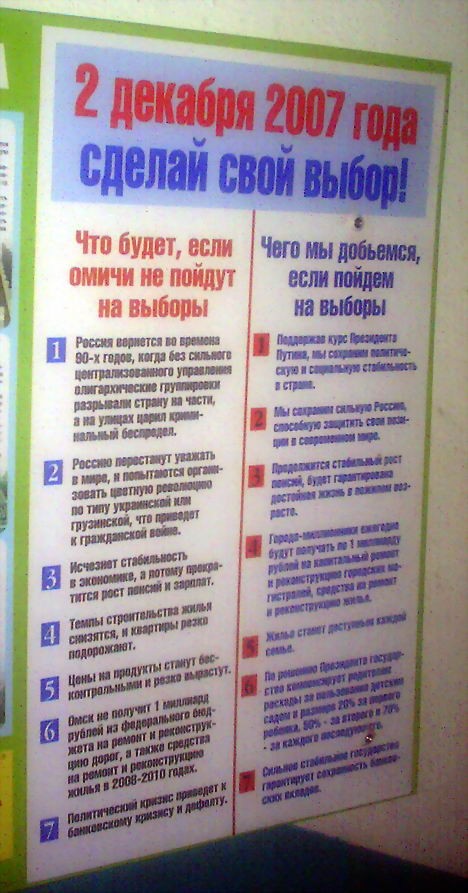 2 декабря 2007 года
сделай свой выбор!
Что будет, если
омичи не пойдут
на выборы
1 Россия вернется во времена
90-х годов, когда без сильного
централизованного управления
олигархические группировки
разрывали страну на части,
а на улицах царил крими-
нальный беспредел.
2 Россию перестанут уважать
в мире, и попытаются органи-
зовать цветную революцию
по типу украинской или
грузинской, что приведет
к гражданской войне.
3 Исчезнет стабильность
в экономике, а потому прекра-
тится рост пенсий и зарплат.
4 Темпы строительства жилья
снизятся, и квартиры резко
подорожают.
5 Цены на продукты станут бес-
контрольными и резко вырастут.
6 Омск не получит 1 миллиард
рублей из федерального бюд-
жета на ремонт и реконструк-
цию дорог, а также средства
на ремонт и реконструкцию
жилья в 2008-2010 годах.
7 Политический кризис приведет к
банковскому кризису и дефолту.
Чего мы добьемся,
если пойдем
на выборы
1 Поддержав курс Президента
Путина, мы сохраним политиче-
скую и социальную стабильность
в стране.
2 Мы сохраним сильную Россию,
способную защитить свои пози-
ции в современном мире.
3 Продолжится стабильный рост
пенсий, будет гарантирована
достойная жизнь в пожилом воз-
расте.
4 Города-миллионники ежегодно
будут получать по 1 миллиарду
рублей на капитальный ремонт
и реконструкцию городских ма-
гистралей, средства на ремонт
и реконструкцию жилья.
5 Жилье станет доступным каждой
семье.
6 По решению Президента государ-
ство компенсирует родителям
расходы за пользование детским
садом в размере 20% за первого
ребенка, 50% - за второго и 70%
- за каждого последующего.
7 Сильное стабильное государство
гарантирует сохранность банков-
ских вкладов.